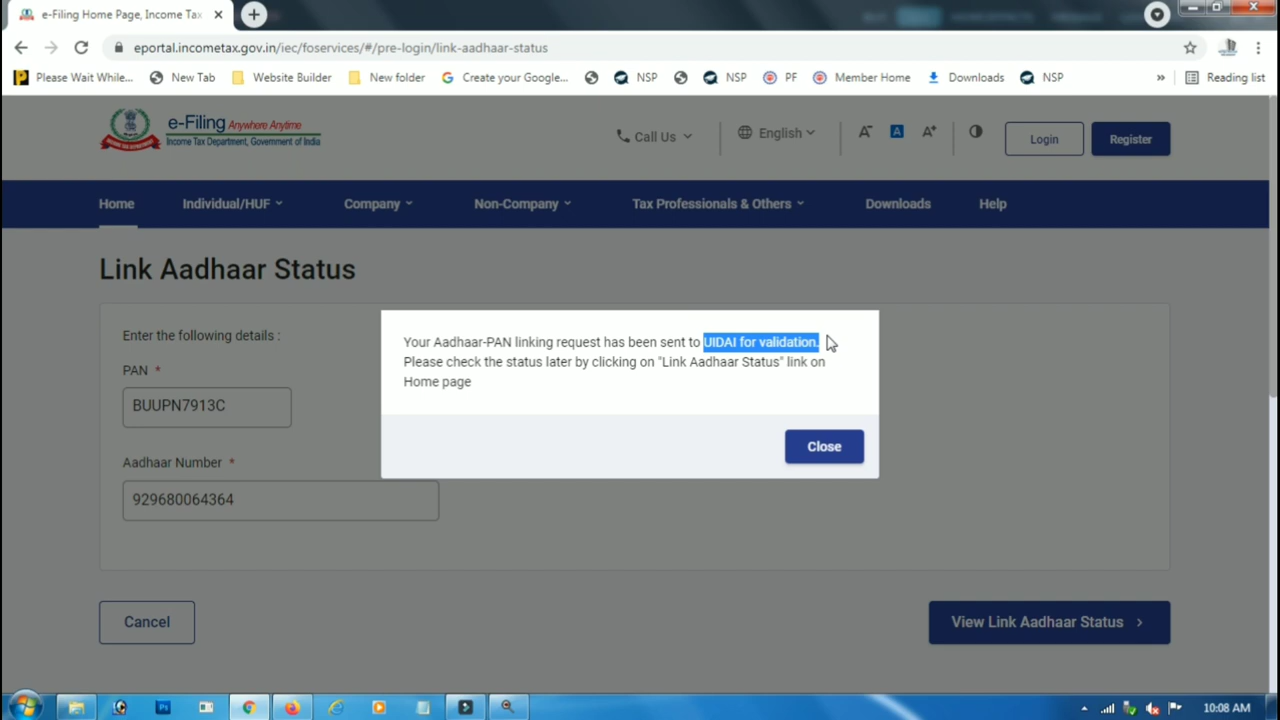 e-Filing Home Page, Income Tax
eportal.incometax.gov.in/iec/foservices/#/pre-login/link-aadhaar-status
Please Wait While... New Tab Website Builder New folder Create your Google... NSP NSP PF Member Home Downloads NSP » Reading list
e-Filing Anywhere Anytime
Income Tax Department, Government of India
Call Us English A- A A+ Login Register
Home Individual/HUF Company Non-Company Tax Professionals & Others Downloads Help
Link Aadhaar Status
Enter the following details :
PAN *
BUUPN7913C
Aadhaar Number *
929680064364
Your Aadhaar-PAN linking request has been sent to UIDAI for validation.
Please check the status later by clicking on "Link Aadhaar Status" link on
Home page
Close
Cancel View Link Aadhaar Status >
10:08 AM